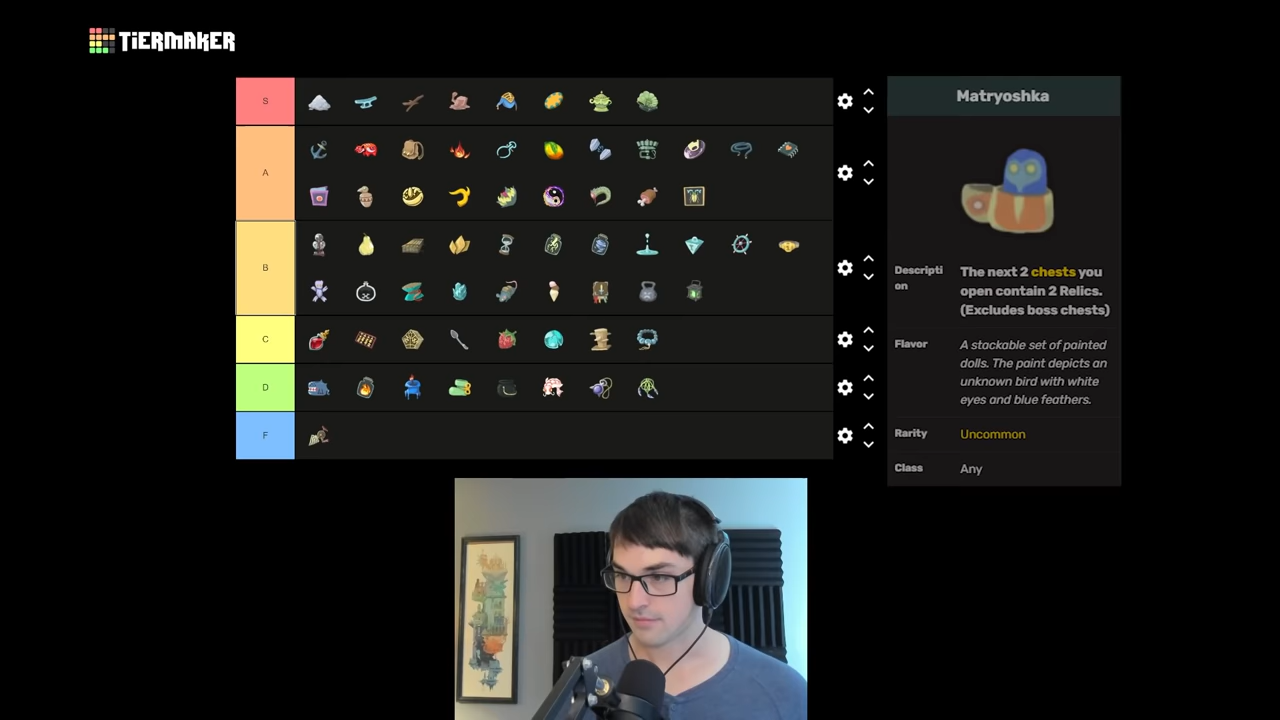 TiERMAKER
S
A
B
C
D
F
Matryoshka
Descripti
on
The next 2 chests you
open contain 2 Relics.
(Excludes boss chests)
Flavor
A stackable set of painted
dolls. The paint depicts an
unknown bird with white
eyes and blue feathers.
Rarity
Uncommon
Class
Any